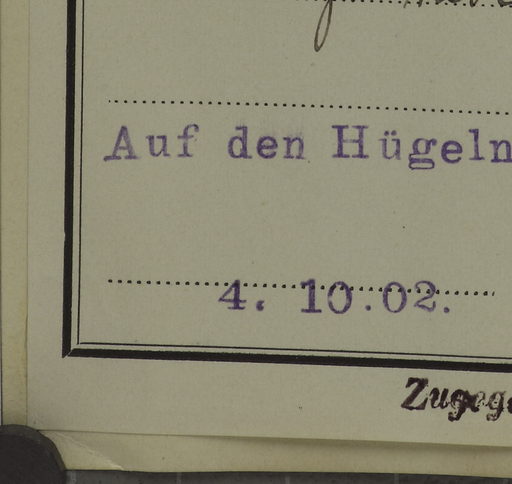 Auf den Hügeln
4. 10.02.